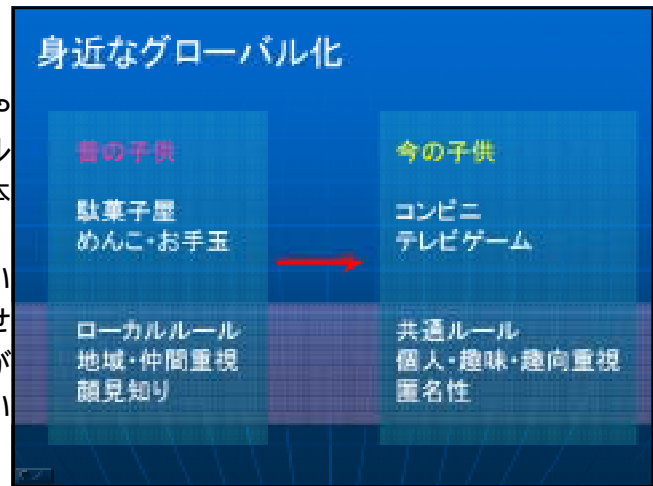 身近なグローバル化
昔の子供
駄菓子屋
めんこ・お手玉
ローカルルール
地域・仲間重視
顔見知り
今の子供
コンビニ
テレビゲーム
共通ルール
個人・趣味・趣向重視
匿名性